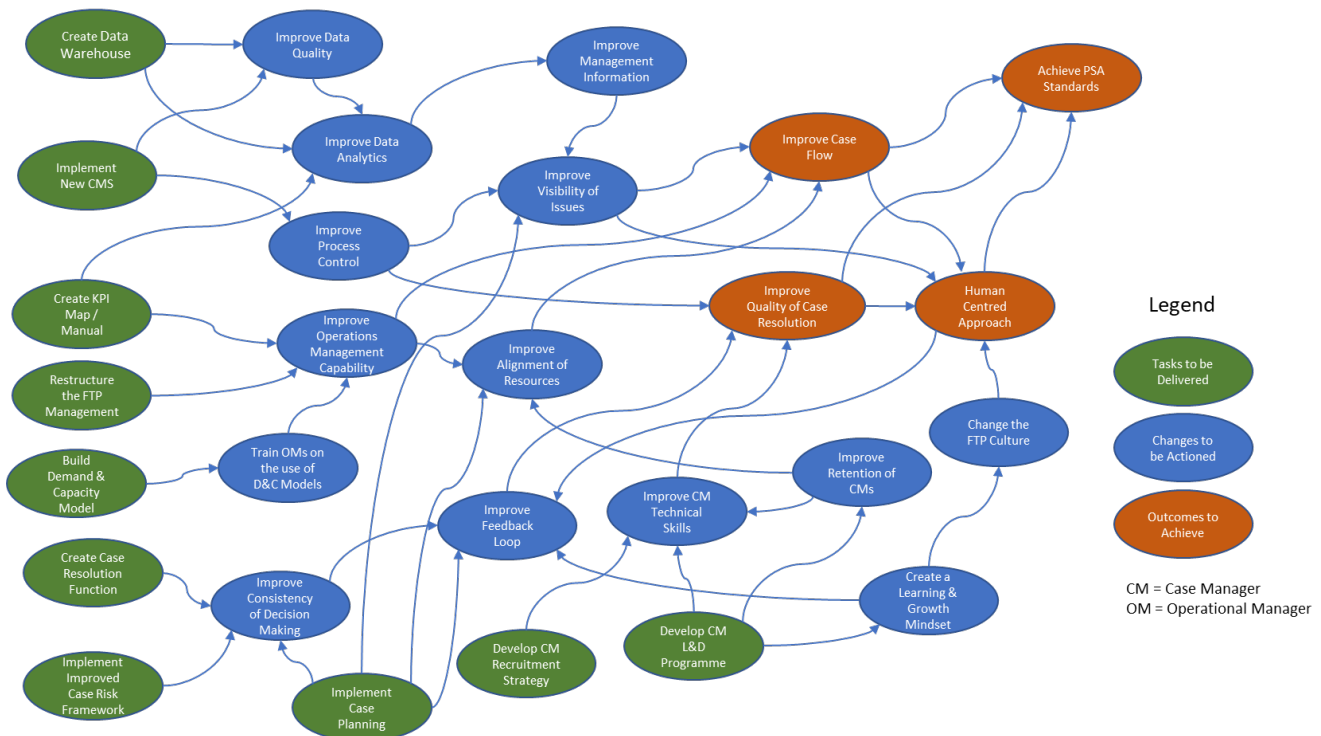 Create Data
Warehouse
Improve Data
Quality
Improve
Management
Information
Achieve PSA
Standards
Improve Data
Analytics
Improve Case
Flow
Implement
New CMS
Improve
Visibility of
Issues
Improve
Process
Control
Create KPI
Map /
Manual
Improve
Operations
Management
Capability
Improve
Quality of Case
Resolution
Human
Centred
Approach
Legend
Improve
Alignment of
Resources
Restructure
the FTP
Management
Tasks to be
Delivered
Change the
FTP Culture
Changes to
be Actioned
Build
Demand &
Capacity
Model
Train OMs on
the use of
D&C Models
Improve
Retention of
CMs
Improve
Feedback
Loop
Improve CM
Technical
Skills
Outcomes to
Achieve
Create Case
Resolution
Function
Improve
Consistency
of Decision
Making
Create a
Learning &
Growth
Mindset
CM = Case Manager
OM = Operational Manager
Develop CM
Recruitment
Strategy
Develop CM
L&D
Programme
Implement
Improved
Case Risk
Framework
Implement
Case
Planning